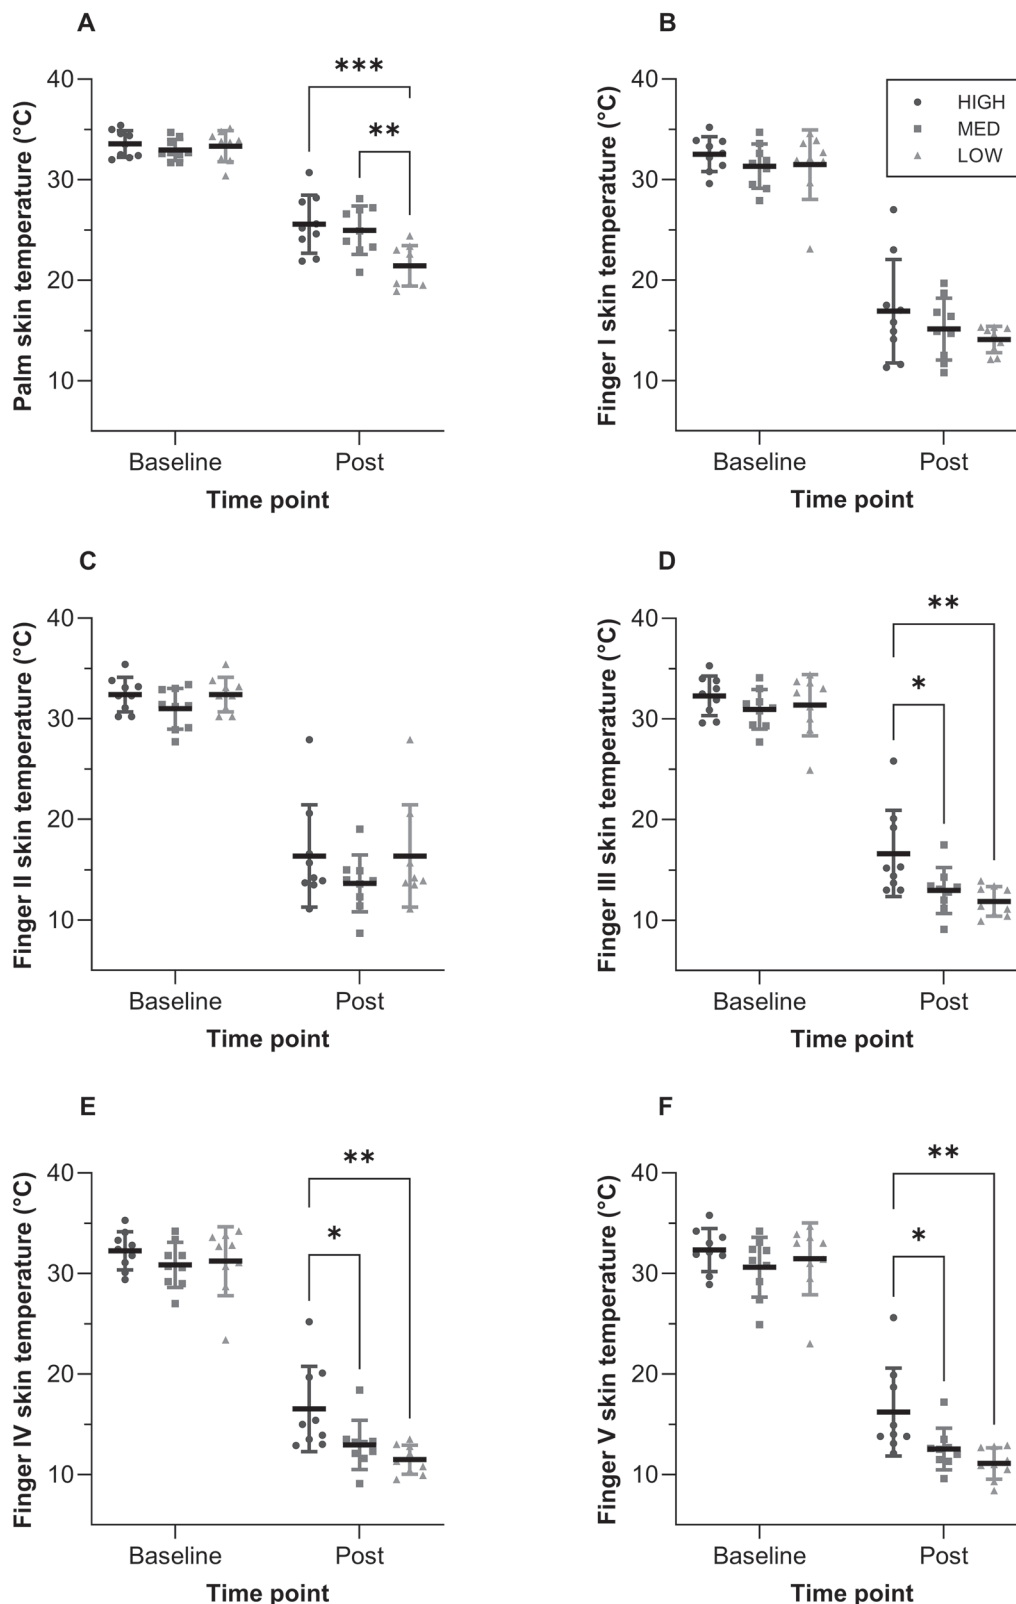 A
Palm skin temperature (°C)
40
30
20
10
***
**
Baseline
Post
Time point
B
Finger I skin temperature (°C)
40
30
20
10
HIGH
MED
LOW
Baseline
Post
Time point
C
Finger II skin temperature (°C)
40
30
20
10
Baseline
Post
Time point
D
Finger III skin temperature (°C)
40
30
20
10
**
*
Baseline
Post
Time point
E
Finger IV skin temperature (°C)
40
30
20
10
**
*
Baseline
Post
Time point
F
Finger V skin temperature (°C)
40
30
20
10
**
*
Baseline
Post
Time point